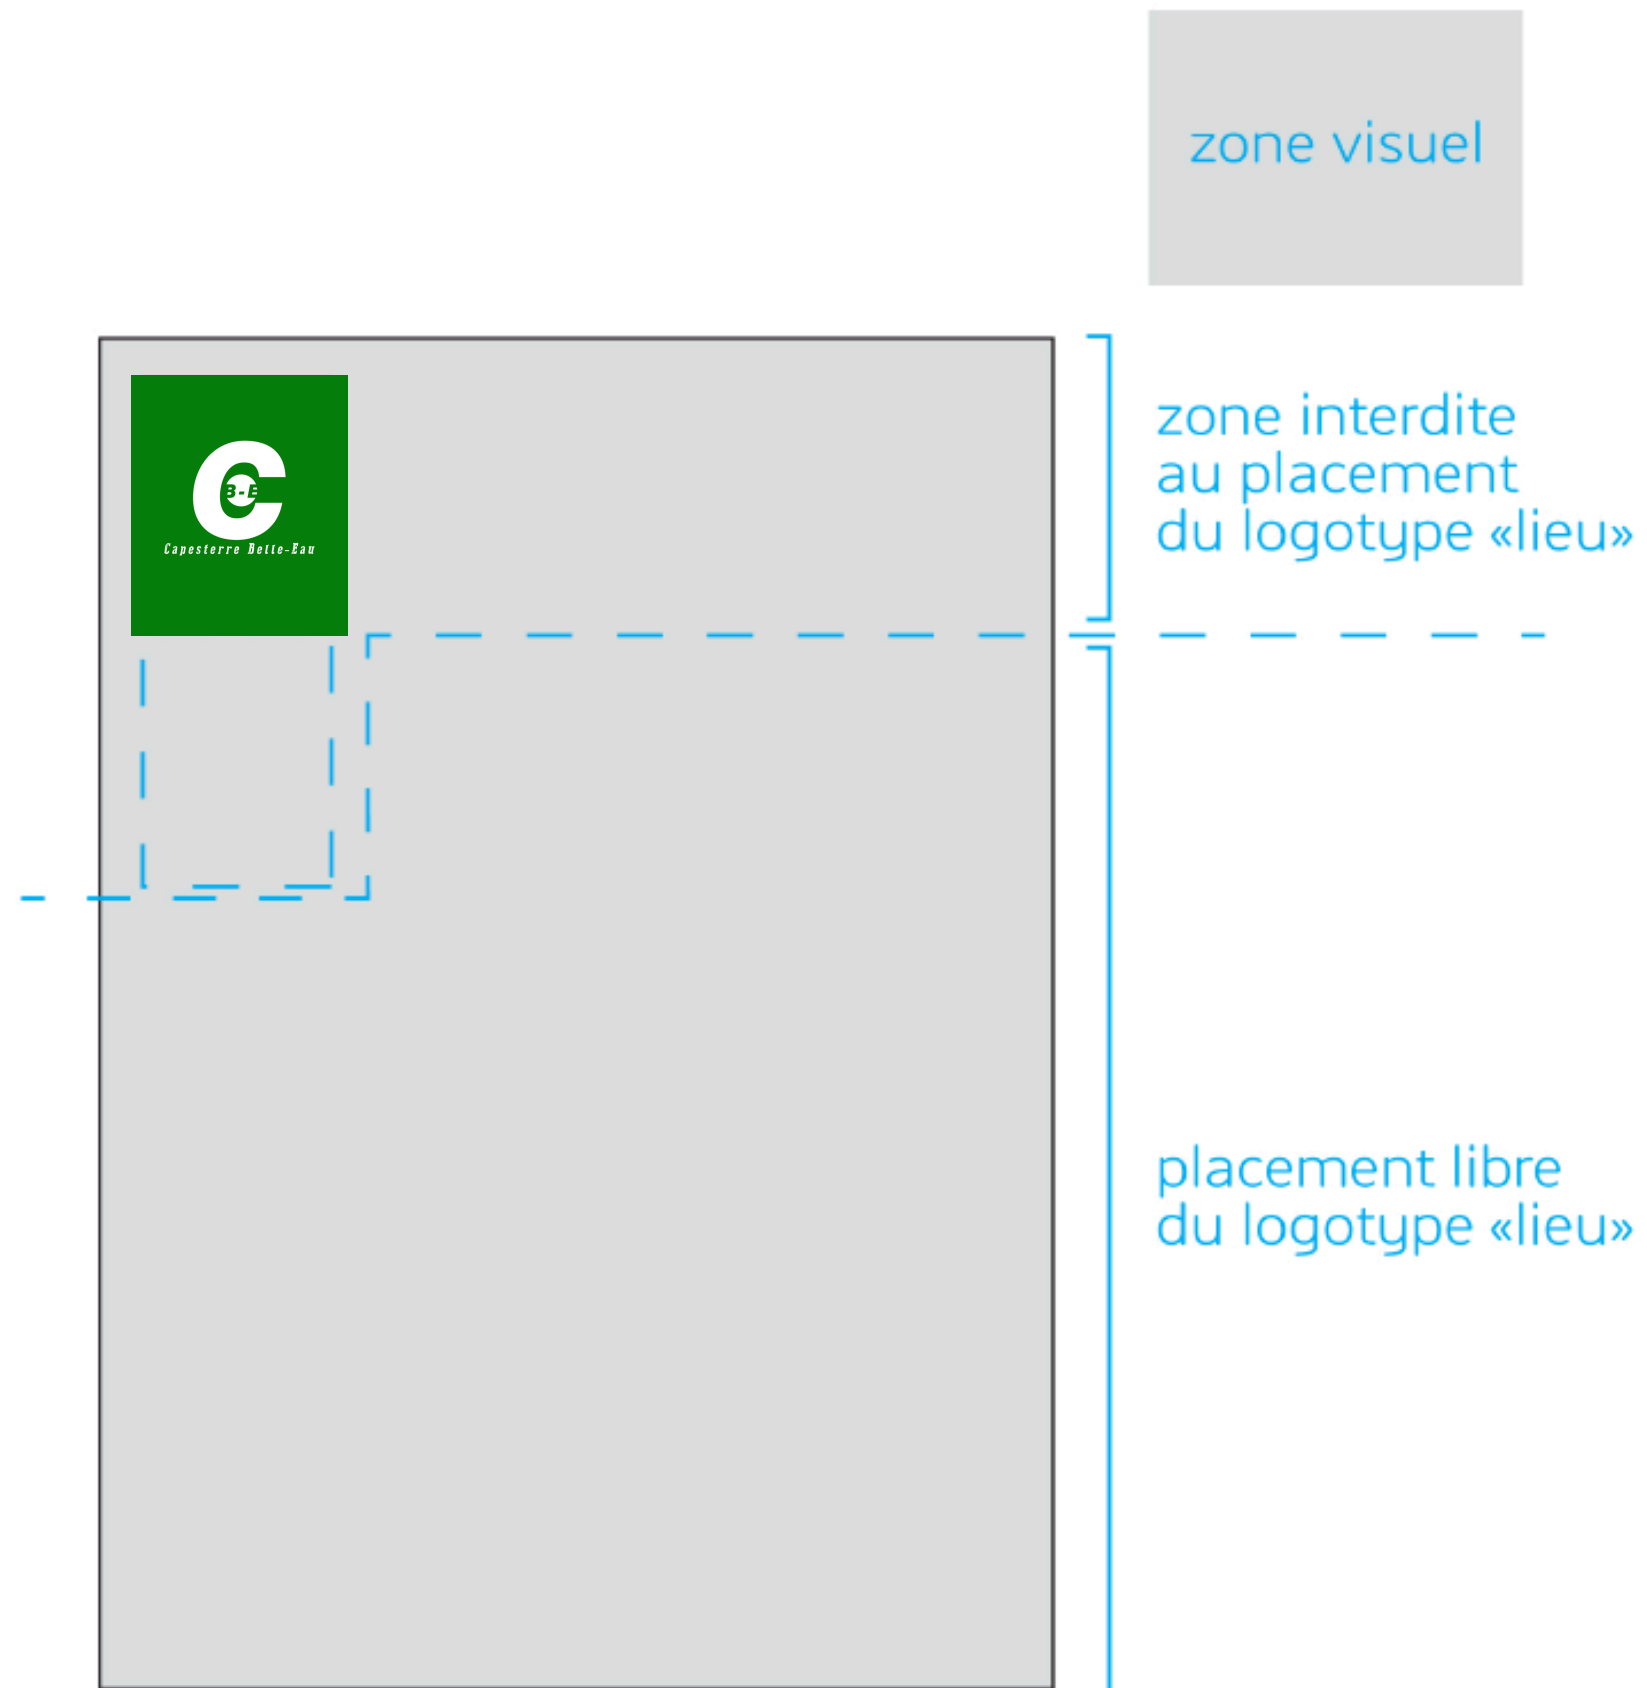 zone visuel
zone interdite
au placement
du logotype «lieu»
C
B-E
Capesterre Belle-Eau
placement libre
du logotype «lieu»